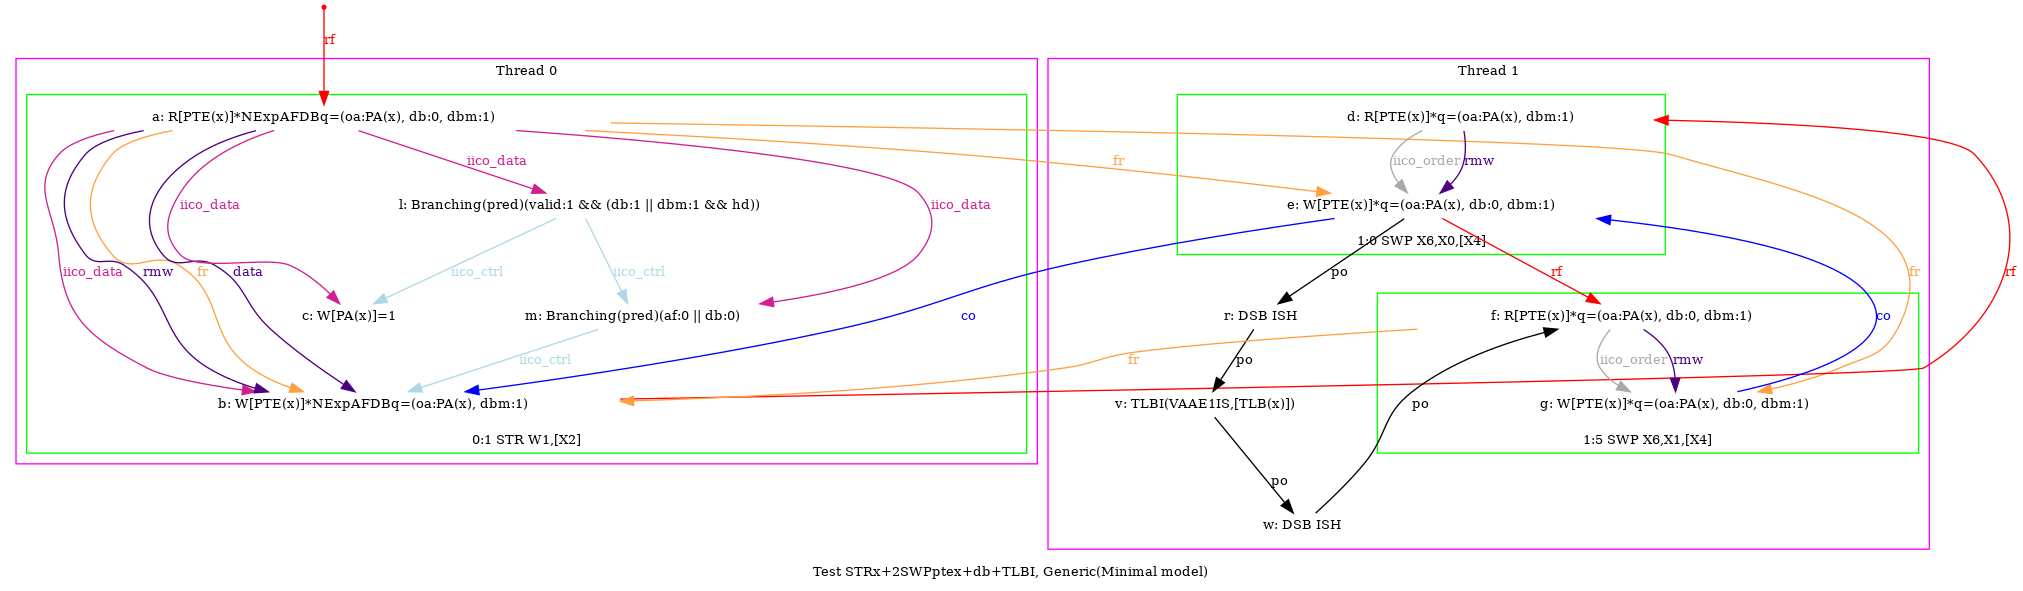 rf
Thread 0
Thread 1
a: R[PTE(x)]*NExpAFDBq=(oa:PA(x), db:0, dbm:1)
d: R[PTE(x)]*q=(oa:PA(x), dbm:1)
iico_data
fr
iico_order
rmw
iico_data
l: Branching(pred)(valid:1 && (db:1 || dbm:1 && hd))
iico_data
e: W[PTE(x)]*q=(oa:PA(x), db:0, dbm:1)
1:0 SWP X6,X0,[X4]
iico_data
rmw
fr
data
iico_ctrl
iico_ctrl
po
rf
fr
rf
c: W[PA(x)]=1
m: Branching(pred)(af:0 || db:0)
co
r: DSB ISH
f: R[PTE(x)]*q=(oa:PA(x), db:0, dbm:1)
co
iico_ctrl
fr
po
iico_order
rmw
b: W[PTE(x)]*NExpAFDBq=(oa:PA(x), dbm:1)
v: TLBI(VAAE1IS,[TLB(x)])
po
g: W[PTE(x)]*q=(oa:PA(x), db:0, dbm:1)
0:1 STR W1,[X2]
1:5 SWP X6,X1,[X4]
po
w: DSB ISH
Test STRx+2SWPptex+db+TLBI, Generic(Minimal model)